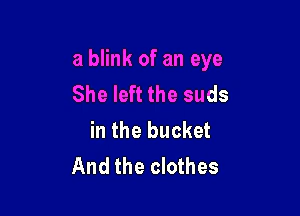 a blink of an eye
She left the suds
in the bucket
And the clothes